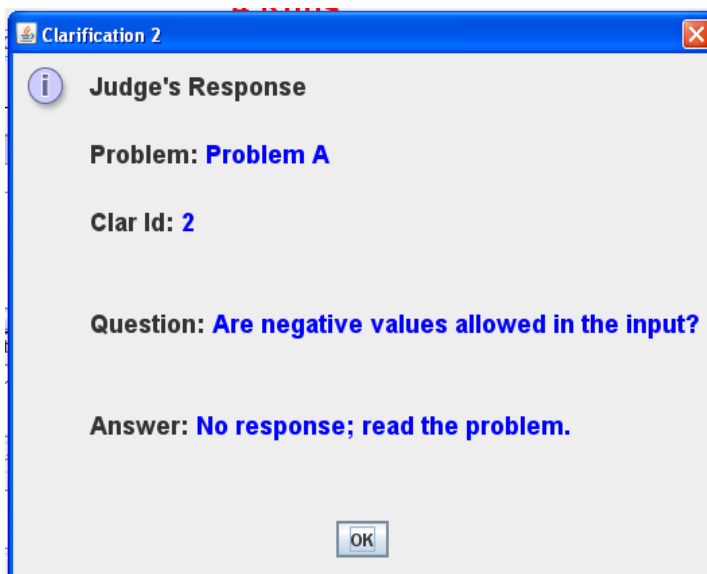 Clarification 2
Judge's Response
Problem: Problem A
Clar Id: 2
Question: Are negative values allowed in the input?
Answer: No response; read the problem.
OK